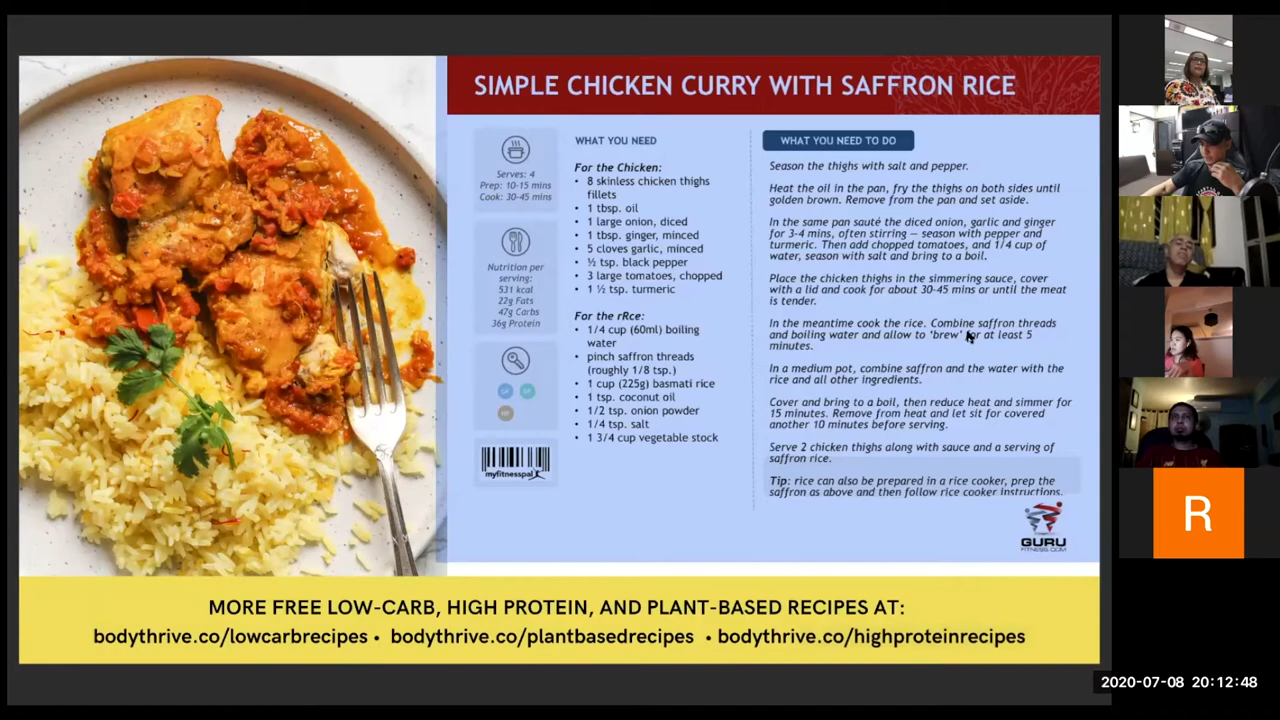 SIMPLE CHICKEN CURRY WITH SAFFRON RICE
Serves: 4
Prep: 10-15 mins
Cook: 30-45 mins
Nutrition per
serving:
531 kcal
22g Fats
47g Carbs
36g Protein
myfitnesspal
WHAT YOU NEED
For the Chicken:
• 8 skinless chicken thighs
fillets
• 1 tbsp. oil
• 1 large onion, diced
• 1 tbsp. ginger, minced
• 5 cloves garlic, minced
• ½ tsp. black pepper
• 3 large tomatoes, chopped
• 1 ½ tsp. turmeric
For the rRce:
• 1/4 cup (60ml) boiling
water
• pinch saffron threads
(roughly 1/8 tsp.)
• 1 cup (225g) basmati rice
• 1 tsp. coconut oil
• 1/2 tsp. onion powder
• 1/4 tsp. salt
• 1 3/4 cup vegetable stock
WHAT YOU NEED TO DO
Season the thighs with salt and pepper.
Heat the oil in the pan, fry the thighs on both sides until
golden brown. Remove from the pan and set aside.
In the same pan sauté the diced onion, garlic and ginger
for 3-4 mins, often stirring – season with pepper and
turmeric. Then add chopped tomatoes, and 1/4 cup of
water, season with salt and bring to a boil.
Place the chicken thighs in the simmering sauce, cover
with a lid and cook for about 30-45 mins or until the meat
is tender.
In the meantime cook the rice. Combine saffron threads
and boiling water and allow to ‘brew’ for at least 5
minutes.
In a medium pot, combine saffron and the water with the
rice and all other ingredients.
Cover and bring to a boil, then reduce heat and simmer for
15 minutes. Remove from heat and let sit for covered
another 10 minutes before serving.
Serve 2 chicken thighs along with sauce and a serving of
saffron rice.
Tip: rice can also be prepared in a rice cooker, prep the
saffron as above and then follow rice cooker instructions.
GURU
FITNESS.COM
MORE FREE LOW-CARB, HIGH PROTEIN, AND PLANT-BASED RECIPES AT:
bodythrive.co/lowcarbrecipes • bodythrive.co/plantbasedrecipes • bodythrive.co/highproteinrecipes
R
2020-07-08 20:12:48